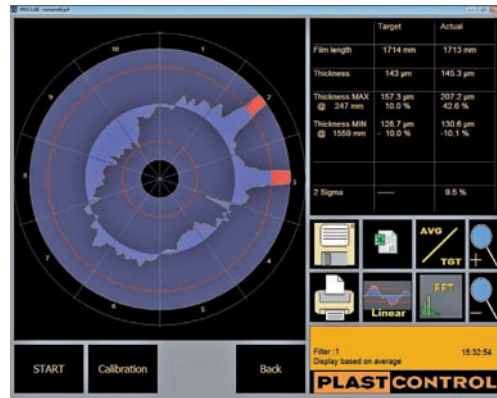 PRO-LAB - unnamed.prf
Target Actual
Film length 1714 mm 1713 mm
Thickness 143 µm 145.3 µm
Thickness MAX 157.3 µm 207.2 µm
@ 247 mm 10.0 % 42.6 %
Thickness MIN 128.7 µm 130.6 µm
@ 1559 mm - 10.0 % -10.1 %
2 Sigma ---- 9.5 %
10 1
9 2
8 3
7 4
6 5
AVG
TGT
+
Linear
FFT
-
START Calibration Back
Filter :1 15:32:54
Display based on average
PLASTCONTROL